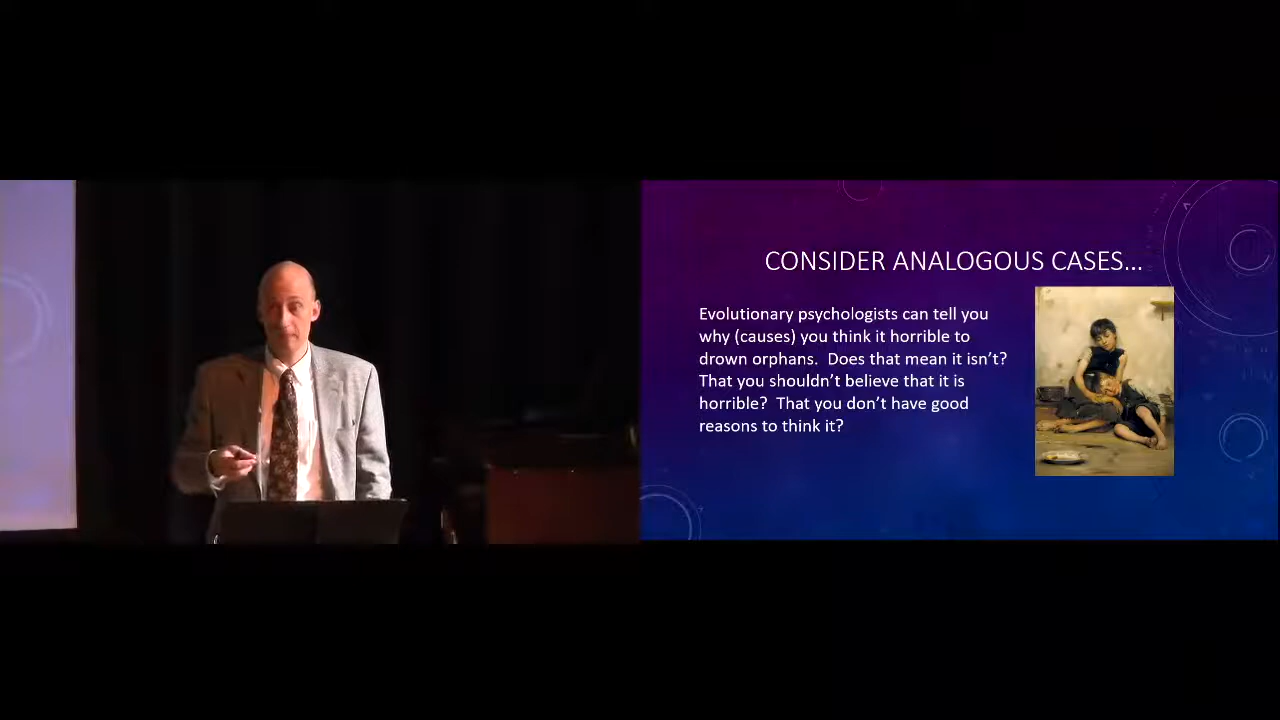 CONSIDER ANALOGOUS CASES…
Evolutionary psychologists can tell you
why (causes) you think it horrible to
drown orphans.  Does that mean it isn't?
That you shouldn't believe that it is
horrible?  That you don't have good
reasons to think it?